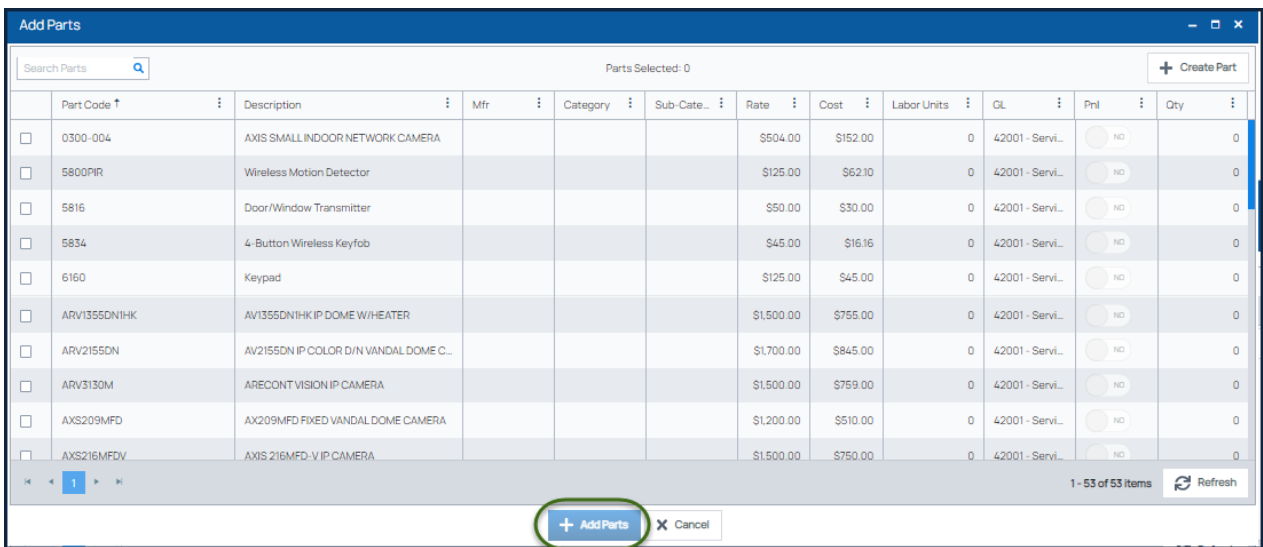 Add Parts
Search Parts Parts Selected: 0 + Create Part
Part Code ↑ Description Mfr Category Sub-Cate... Rate Cost Labor Units GL Pnl Qty
0300-004 AXIS SMALL INDOOR NETWORK CAMERA $504.00 $152.00 0 42001 - Servi... NO 0
5800PIR Wireless Motion Detector $125.00 $62.10 0 42001 - Servi... NO 0
5816 Door/Window Transmitter $50.00 $30.00 0 42001 - Servi... NO 0
5834 4-Button Wireless Keyfob $45.00 $16.16 0 42001 - Servi... NO 0
6160 Keypad $125.00 $45.00 0 42001 - Servi... NO 0
ARV1355DN1HK AV1355DN1HK IP DOME W/HEATER $1,500.00 $755.00 0 42001 - Servi... NO 0
ARV2155DN AV2155DN IP COLOR D/N VANDAL DOME C... $1,700.00 $845.00 0 42001 - Servi... NO 0
ARV3130M ARECONT VISION IP CAMERA $1,500.00 $759.00 0 42001 - Servi... NO 0
AXS209MFD AX209MFD FIXED VANDAL DOME CAMERA $1,200.00 $510.00 0 42001 - Servi... NO 0
AXS216MFDV AXIS 216MFD-V IP CAMERA $1,500.00 $750.00 0 42001 - Servi... NO 0
1 1 - 53 of 53 items Refresh
+ Add Parts X Cancel